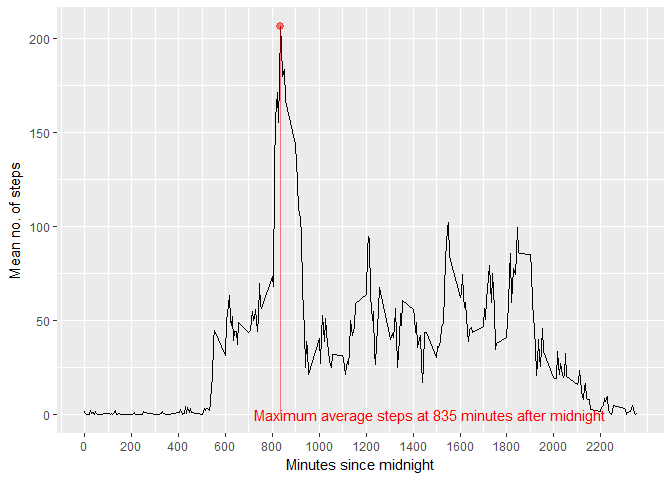 200
150
100
50
0
Mean no. of steps
Maximum average steps at 835 minutes after midnight
0 200 400 600 800 1000 1200 1400 1600 1800 2000 2200
Minutes since midnight